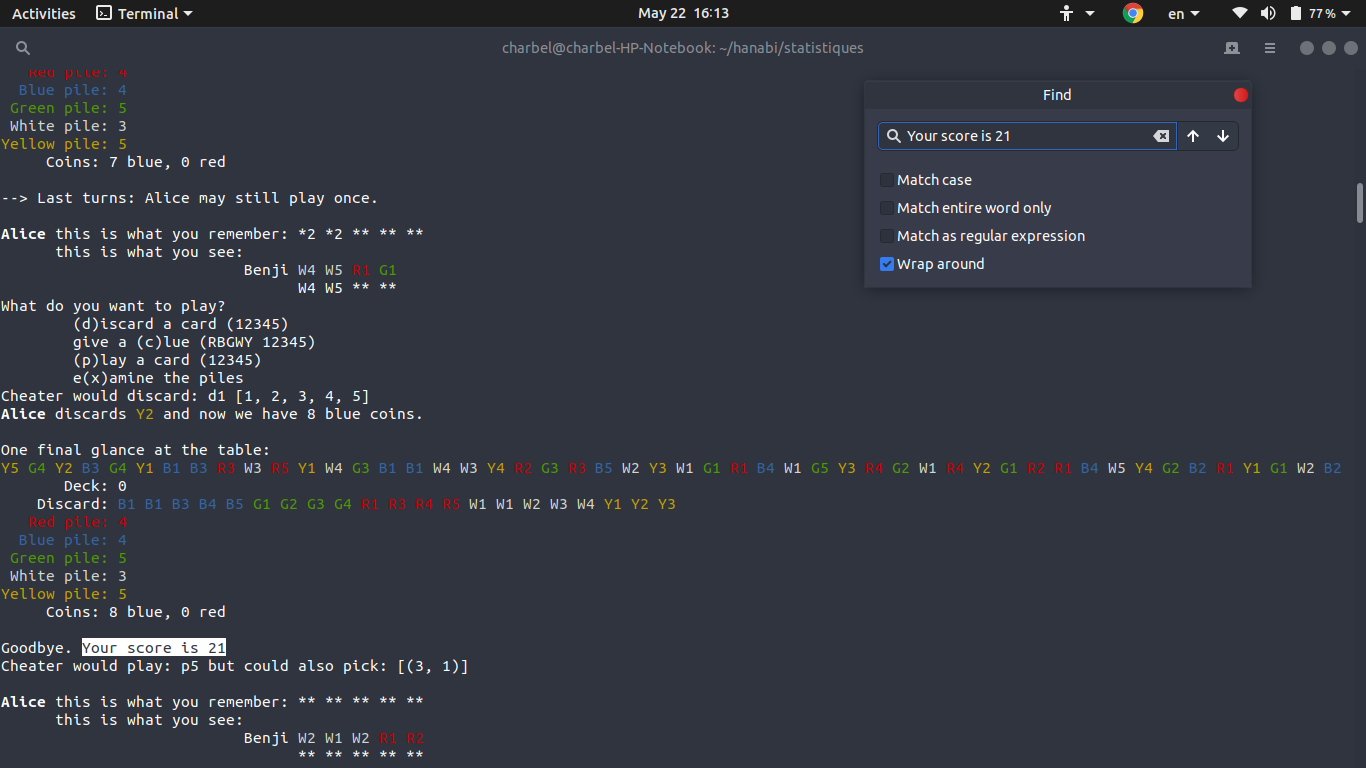 Activities Terminal May 22 16:13 en 77%
charbel@charbel-HP-Notebook: ~/hanabi/statistiques
Red pile: 4
Blue pile: 4
Green pile: 5
White pile: 3
Yellow pile: 5
Coins: 7 blue, 0 red
--> Last turns: Alice may still play once.
Alice this is what you remember: *2 *2 ** ** **
this is what you see:
Benji W4 W5 R1 G1
W4 W5 ** **
What do you want to play?
(d)iscard a card (12345)
give a (c)lue (RBGWY 12345)
(p)lay a card (12345)
e(x)amine the piles
Cheater would discard: d1 [1, 2, 3, 4, 5]
Alice discards Y2 and now we have 8 blue coins.
One final glance at the table:
Y5 G4 Y2 B3 G4 Y1 B1 B3 R3 W3 R5 Y1 W4 G3 B1 B1 W4 W3 Y4 R2 G3 R3 B5 W2 Y3 W1 G1 R1 B4 W1 G5 Y3 R4 G2 W1 R4 Y2 G1 R2 R1 B4 W5 Y4 G2 B2 R1 Y1 G1 W2 B2
Deck: 0
Discard: B1 B1 B3 B4 B5 G1 G2 G3 G4 R1 R3 R4 R5 W1 W1 W2 W3 W4 Y1 Y2 Y3
Red pile: 4
Blue pile: 4
Green pile: 5
White pile: 3
Yellow pile: 5
Coins: 8 blue, 0 red
Goodbye. Your score is 21
Cheater would play: p5 but could also pick: [(3, 1)]
Alice this is what you remember: ** ** ** ** **
this is what you see:
Benji W2 W1 W2 R1 R2
** ** ** ** **
Find
Your score is 21
Match case
Match entire word only
Match as regular expression
Wrap around